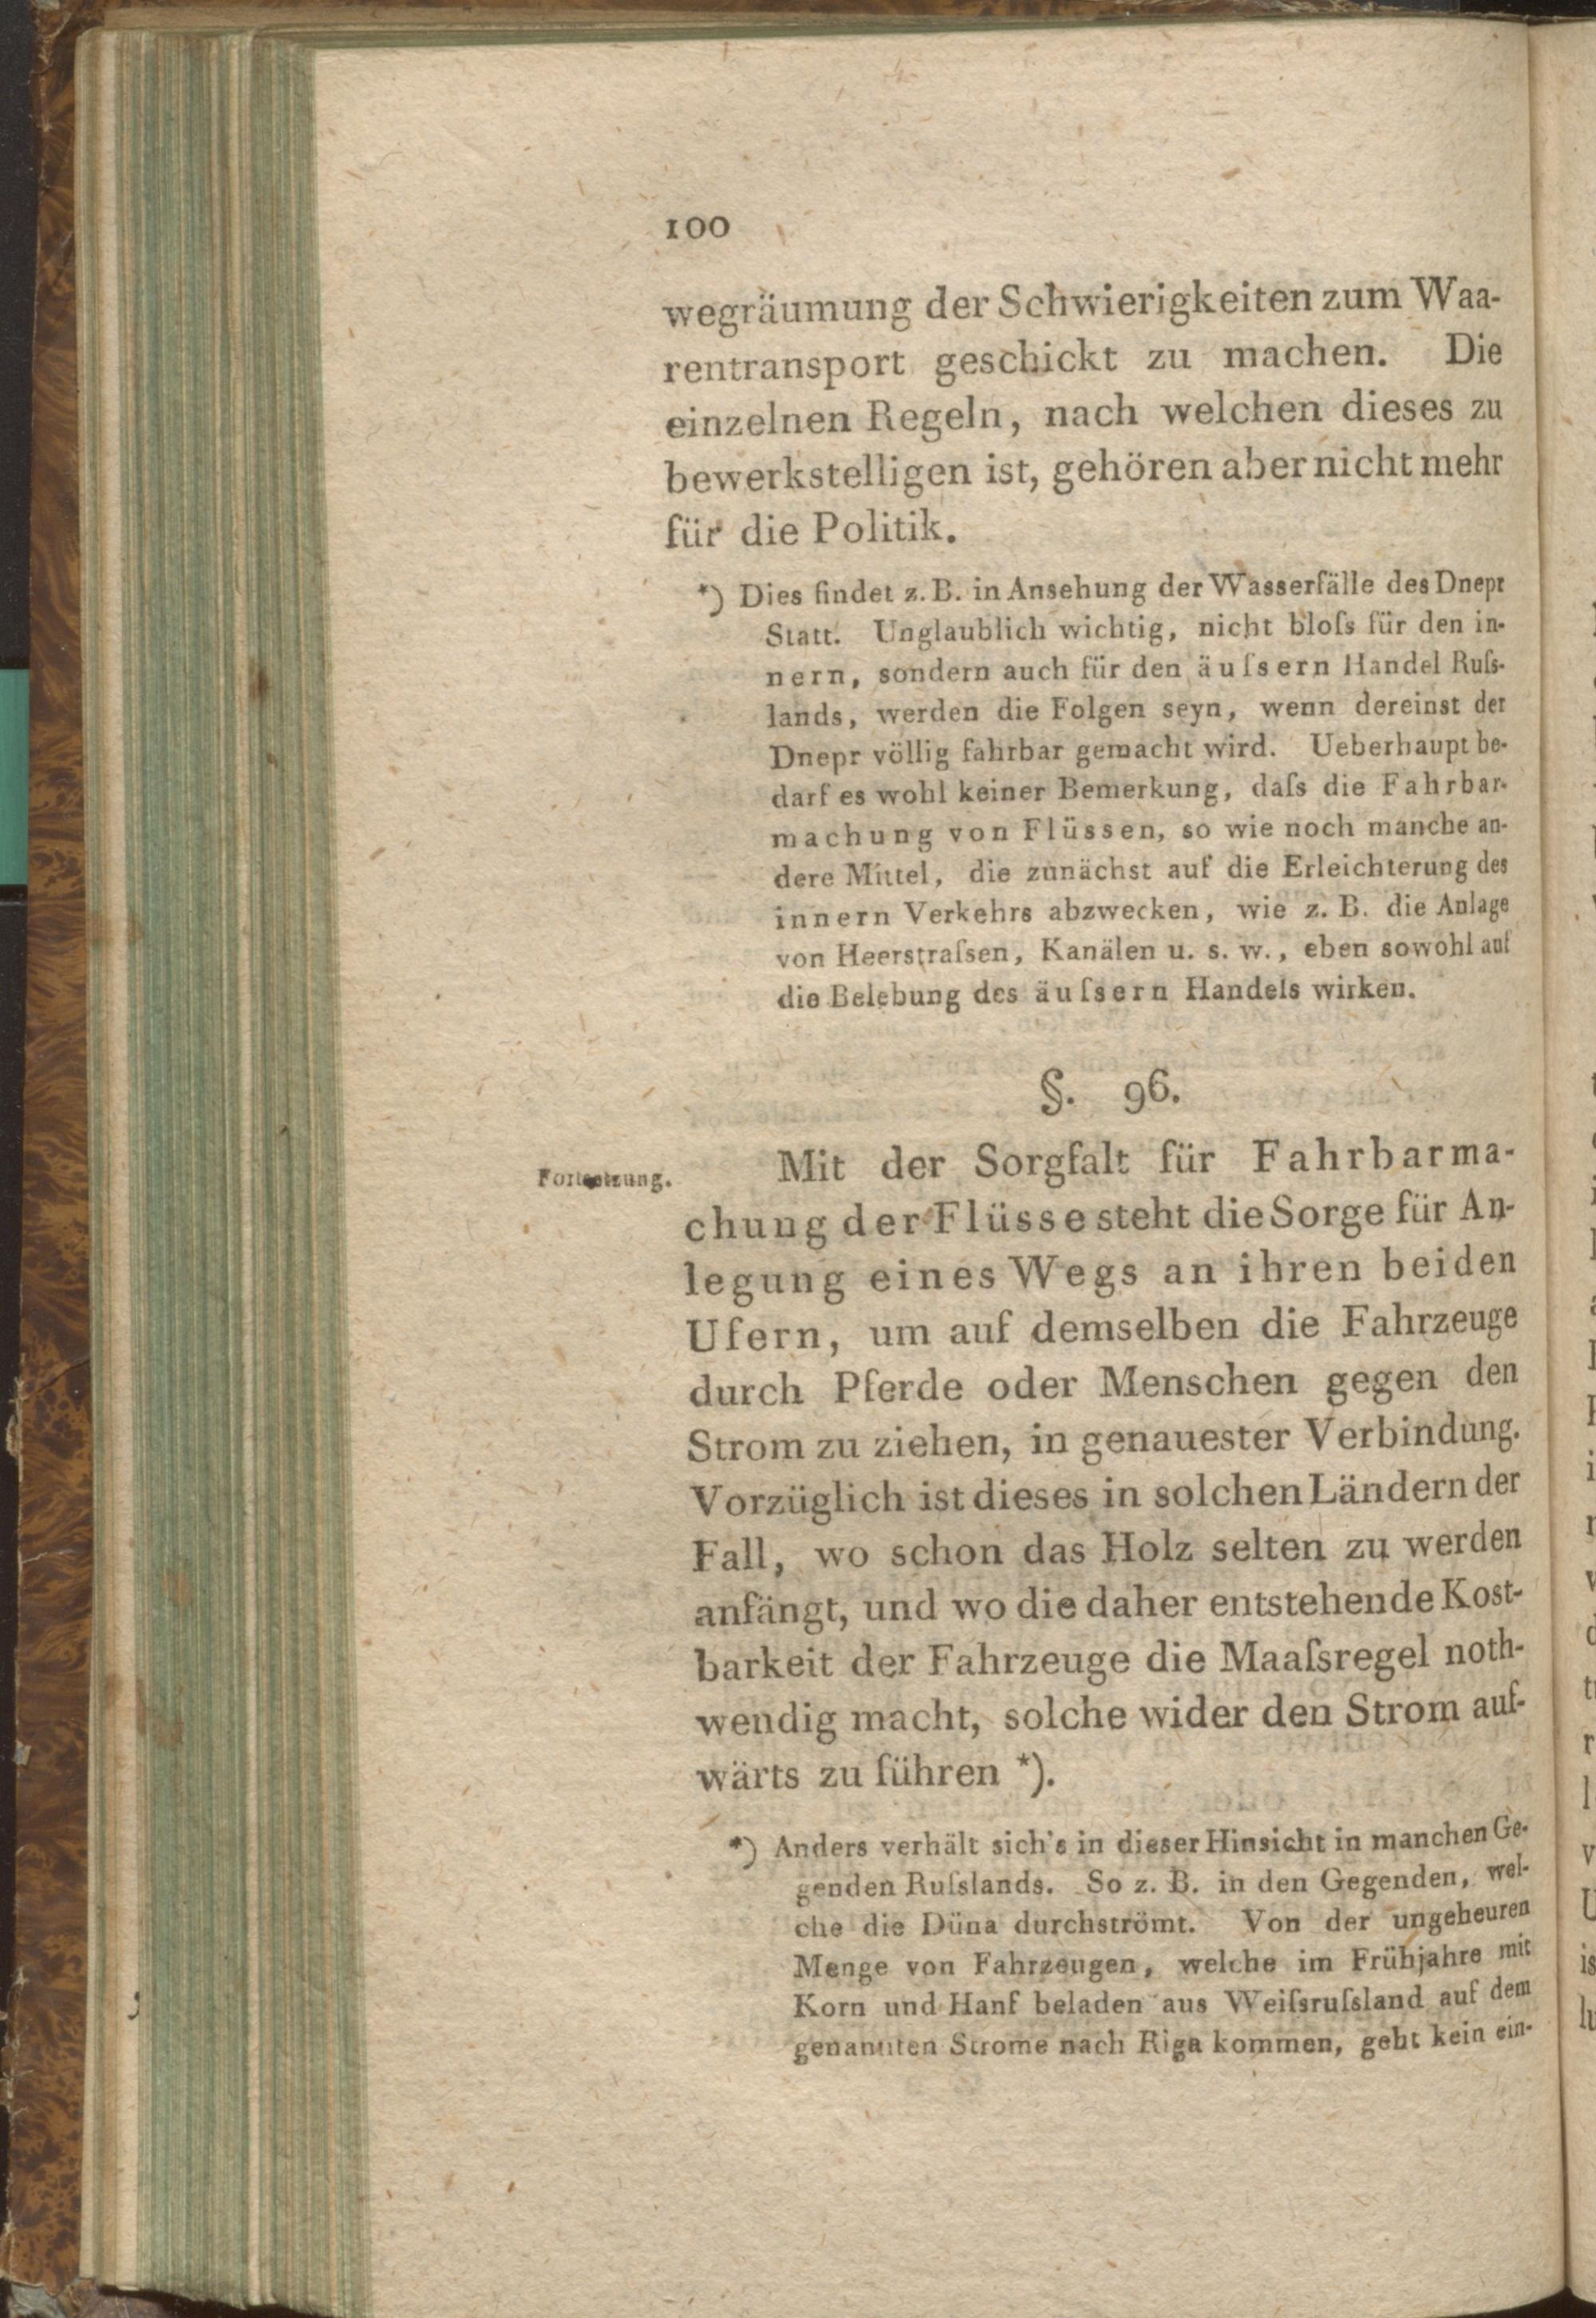 100
wegräumung der Schwierigkeiten zum Waa-
rentransport geschickt zu machen. Die
einzelnen Regeln, nach welchen dieses zu
bewerkstelligen ist, gehören aber nicht mehr
für die Politik.
*) Dies findet z. B. in Ansehung der Wasserfälle des Dnepr
Statt. Unglaublich wichtig, nicht bloſs für den in-
nern, sondern auch für den äuſsern Handel Ruſs-
lands, werden die Folgen seyn, wenn dereinst der
Dnepr völlig fahrbar gemacht wird. Ueberhaupt be-
darf es wohl keiner Bemerkung, daſs die Fahrbar-
machung von Flüssen, so wie noch manche an-
dere Mittel, die zunächst auf die Erleichterung des
innern Verkehrs abzwecken, wie z. B. die Anlage
von Heerstraſsen, Kanälen u. s. w., eben sowohl auf
die Belebung des äuſsern Handels wirken.
§. 96.
Fortsetzung.
Mit der Sorgfalt für Fahrbarma-
chung der Flüsse steht die Sorge für An-
legung eines Wegs an ihren beiden
Ufern, um auf demselben die Fahrzeuge
durch Pferde oder Menschen gegen den
Strom zu ziehen, in genauester Verbindung.
Vorzüglich ist dieses in solchen Ländern der
Fall, wo schon das Holz selten zu werden
anfängt, und wo die daher entstehende Kost-
barkeit der Fahrzeuge die Maaſsregel noth-
wendig macht, solche wider den Strom auf-
wärts zu führen *).
*) Anders verhält sich's in dieser Hinsicht in manchen Ge-
genden Ruſslands. So z. B. in den Gegenden, wel-
che die Düna durchströmt. Von der ungeheuren
Menge von Fahrzeugen, welche im Frühjahre mit
Korn und Hanf beladen aus Weiſsruſsland auf dem
genannten Strome nach Riga kommen, geht kein ein-